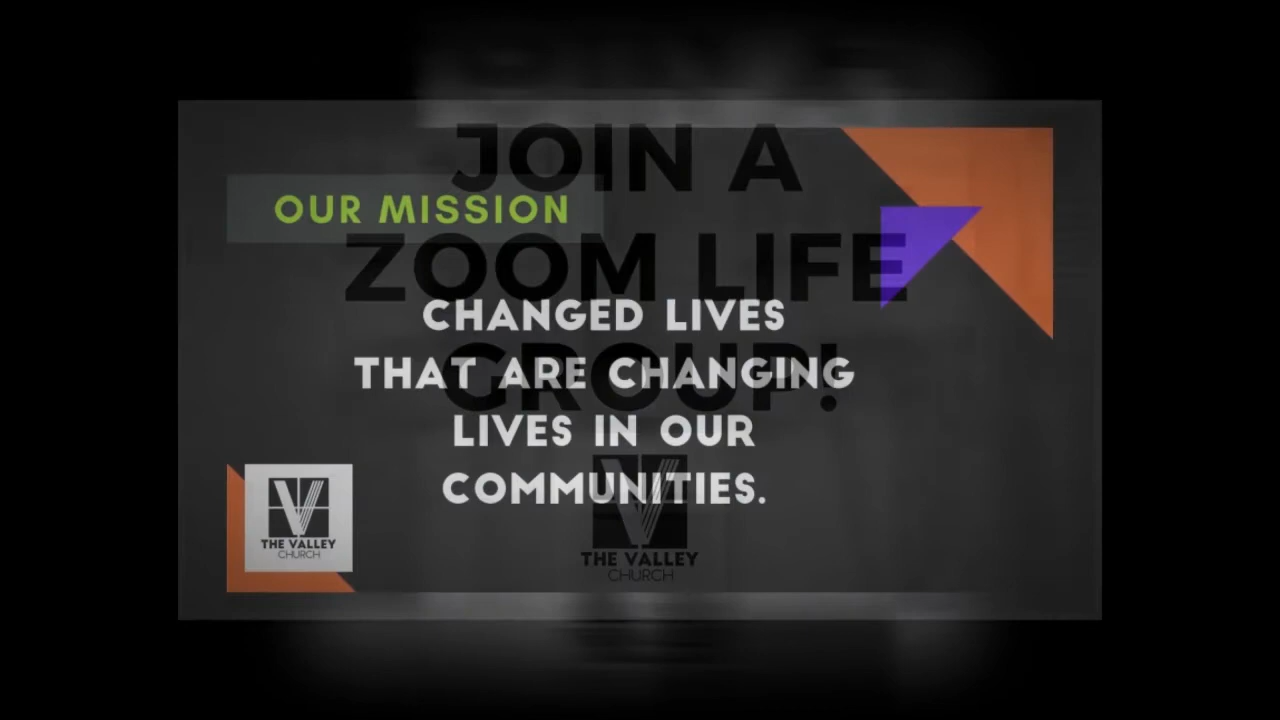 JOIN A
ZOOM LIFE
GROUP!
THE VALLEY
CHURCH
OUR MISSION
CHANGED LIVES
THAT ARE CHANGING
LIVES IN OUR
COMMUNITIES.
V
THE VALLEY
CHURCH